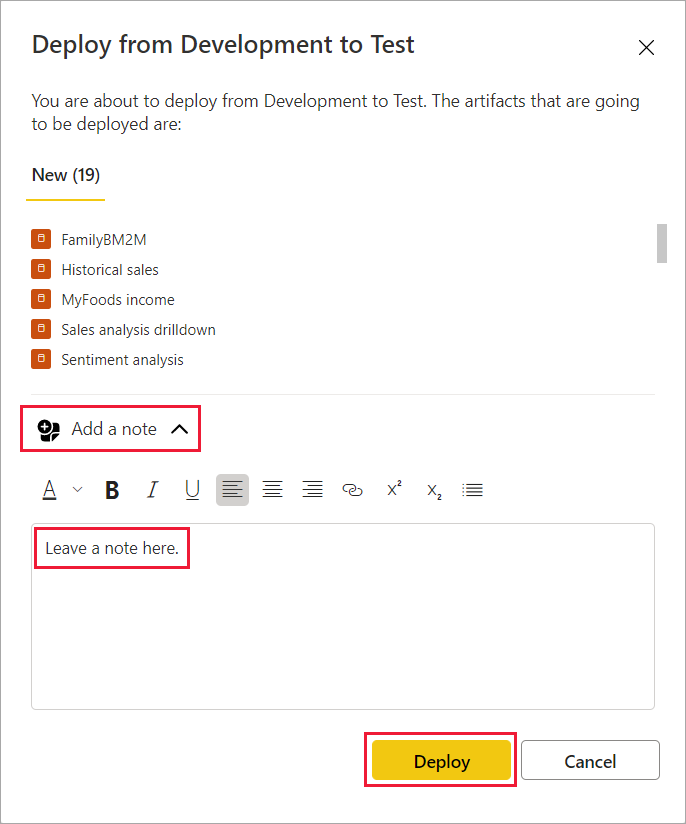 Deploy from Development to Test
You are about to deploy from Development to Test. The artifacts that are going
to be deployed are:
New (19)
FamilyBM2M
Historical sales
MyFoods income
Sales analysis drilldown
Sentiment analysis
Add a note
A B I U x² x₂
Leave a note here.
Deploy Cancel